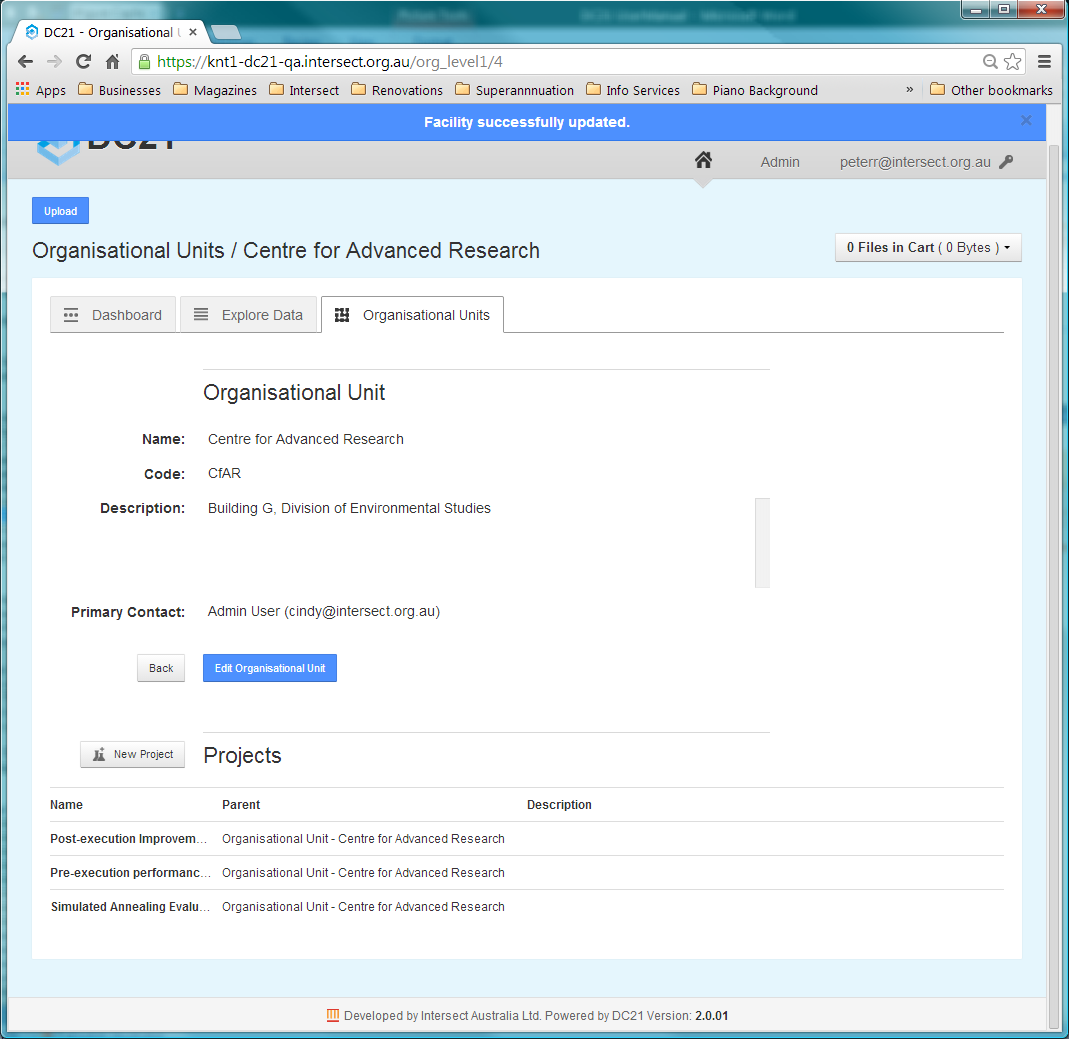 DC21 - Organisational U
https://knt1-dc21-qa.intersect.org.au/org_level1/4
Apps Businesses Magazines Intersect Renovations Superannnuation Info Services Piano Background » Other bookmarks
Facility successfully updated.
DC21
Admin peterr@intersect.org.au
Upload
Organisational Units / Centre for Advanced Research
0 Files in Cart ( 0 Bytes )
Dashboard Explore Data Organisational Units
Organisational Unit
Name: Centre for Advanced Research
Code: CfAR
Description: Building G, Division of Environmental Studies
Primary Contact: Admin User (cindy@intersect.org.au)
Back Edit Organisational Unit
New Project Projects
Name Parent Description
Post-execution Improvem... Organisational Unit - Centre for Advanced Research
Pre-execution performanc... Organisational Unit - Centre for Advanced Research
Simulated Annealing Evalu... Organisational Unit - Centre for Advanced Research
Developed by Intersect Australia Ltd. Powered by DC21 Version: 2.0.01